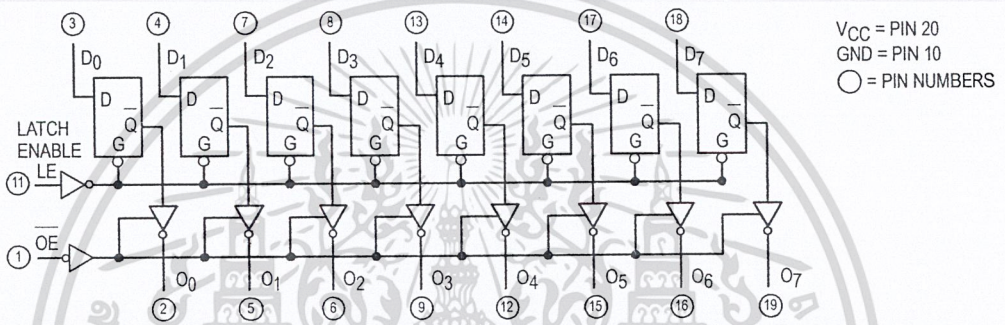 3 4 7 8 13 14 17 18
V_CC = PIN 20
GND = PIN 10
○ = PIN NUMBERS
D₀ D₁ D₂ D₃ D₄ D₅ D₆ D₇
D D D D D D D D
Q̅ Q̅ Q̅ Q̅ Q̅ Q̅ Q̅ Q̅
G G G G G G G G
LATCH
ENABLE
11 LE
1 O̅E̅
O₀ O₁ O₂ O₃ O₄ O₅ O₆ O₇
2 5 6 9 12 15 16 19